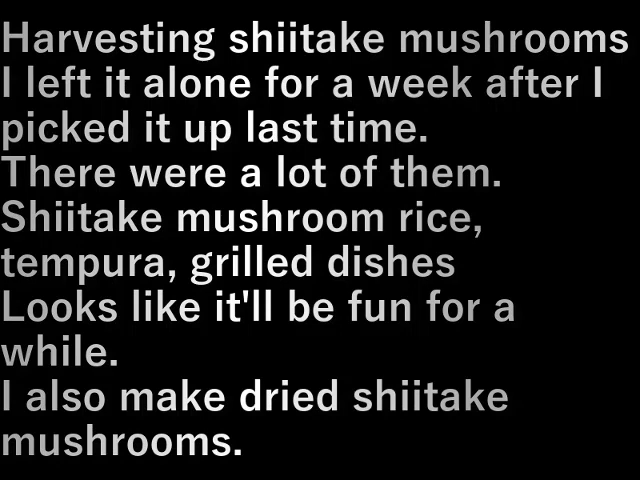 Harvesting shiitake mushrooms
I left it alone for a week after I
picked it up last time.
There were a lot of them.
Shiitake mushroom rice,
tempura, grilled dishes
Looks like it'll be fun for a
while.
I also make dried shiitake
mushrooms.